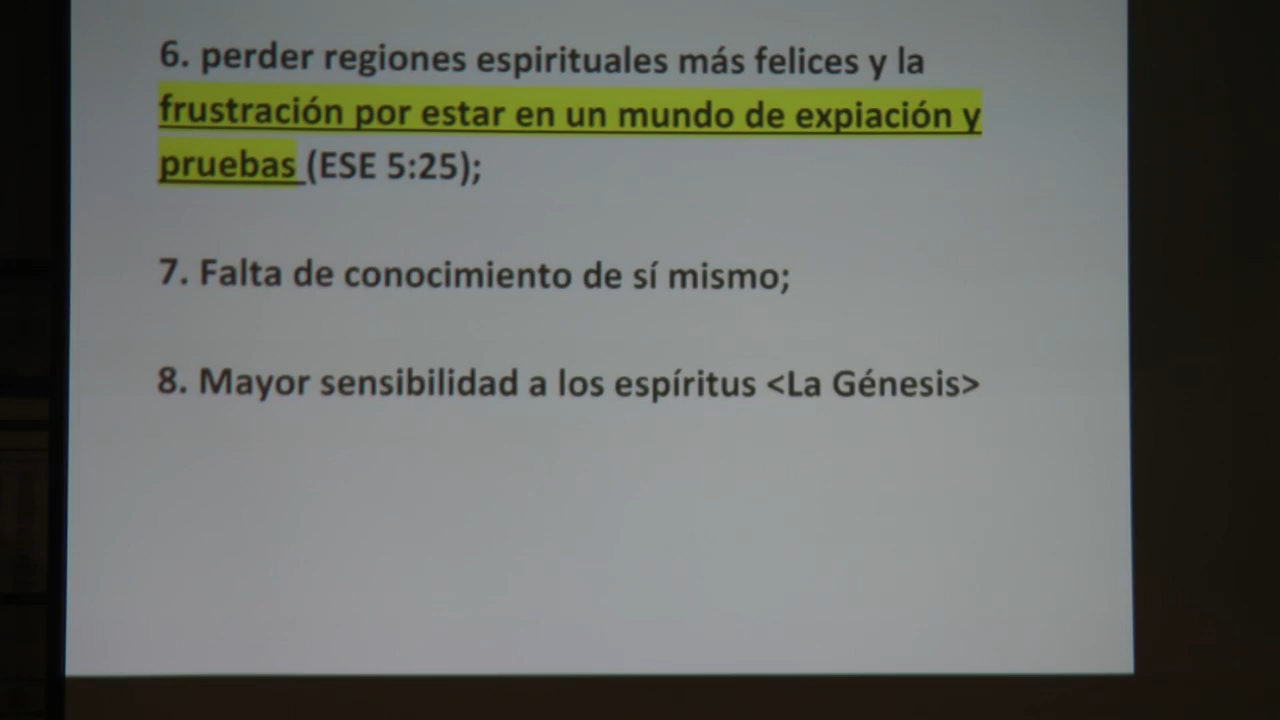 6. perder regiones espirituales más felices y la
frustración por estar en un mundo de expiación y
pruebas (ESE 5:25);
7. Falta de conocimiento de sí mismo;
8. Mayor sensibilidad a los espíritus <La Génesis>